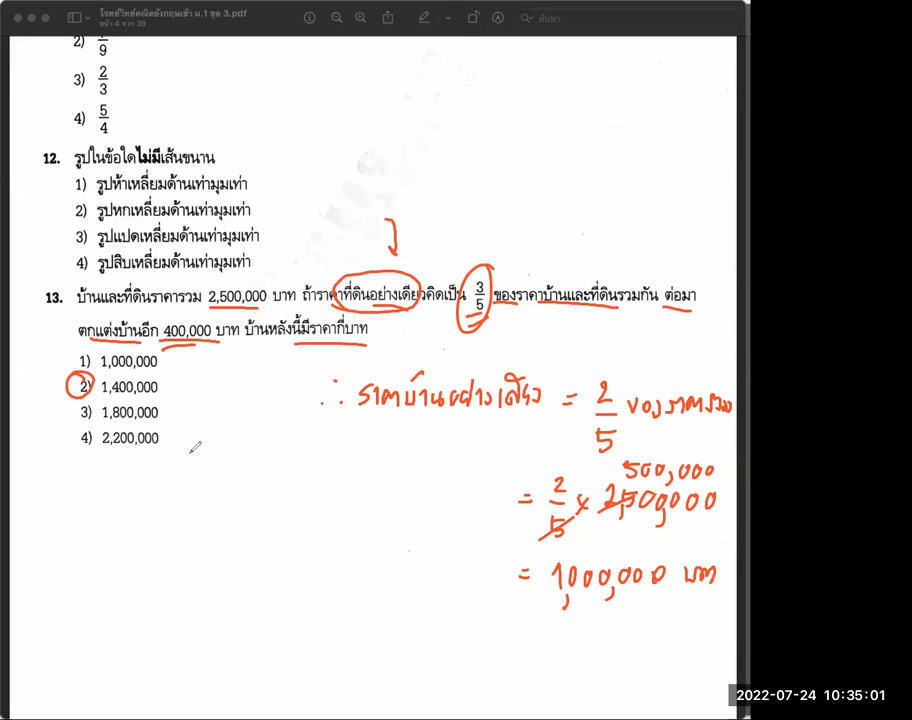 โจทย์วิทย์คณิตอังกฤษเข้า ม.1 ชุด 3.pdf
หน้า 4 จาก 39
ค้นหา
2) 9
3) 2/3
4) 5/4
12. รูปในข้อใดไม่มีเส้นขนาน
1) รูปห้าเหลี่ยมด้านเท่ามุมเท่า
2) รูปหกเหลี่ยมด้านเท่ามุมเท่า
3) รูปแปดเหลี่ยมด้านเท่ามุมเท่า
4) รูปสิบเหลี่ยมด้านเท่ามุมเท่า
13. บ้านและที่ดินราคารวม 2,500,000 บาท ถ้าราคาที่ดินอย่างเดียวคิดเป็น 3/5 ของราคาบ้านและที่ดินรวมกัน ต่อมา
ตกแต่งบ้านอีก 400,000 บาท บ้านหลังนี้มีราคากี่บาท
1) 1,000,000
2) 1,400,000
3) 1,800,000
4) 2,200,000
∴ ราคาบ้านอย่างเดียว = 2/5 ของราคารวม
500,000
= 2/5 × 2,500,000
= 1,000,000 บาท
2022-07-24 10:35:01